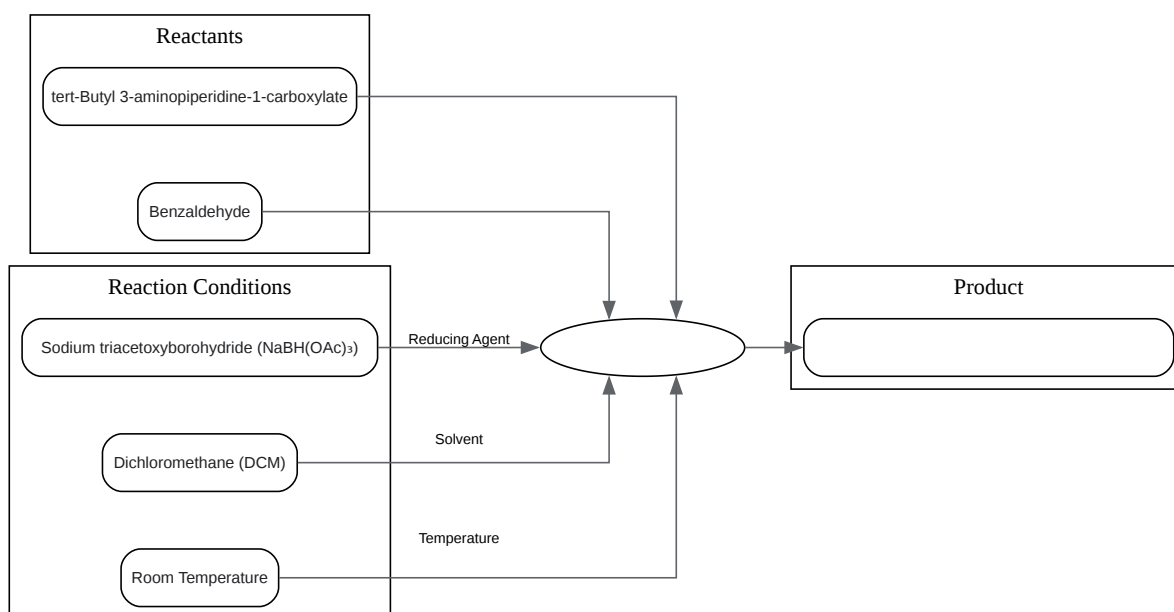 Reactants
tert-Butyl 3-aminopiperidine-1-carboxylate
Benzaldehyde
Reaction Conditions
Sodium triacetoxyborohydride (NaBH(OAc)₃)
Reducing Agent
Dichloromethane (DCM)
Solvent
Room Temperature
Temperature
Product